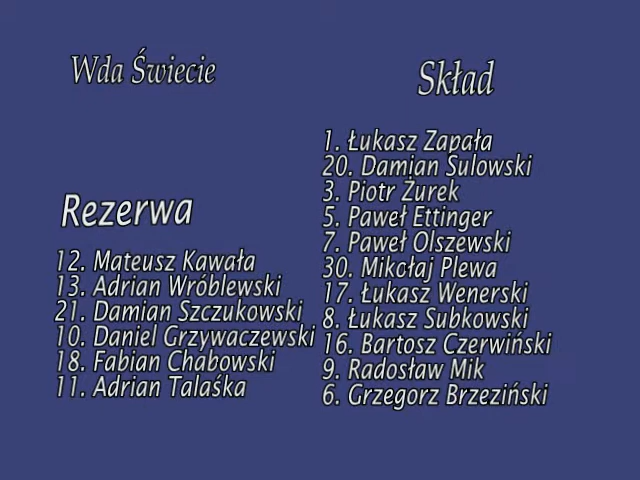 Wda Świecie
Skład
1. Łukasz Zapała
20. Damian Sulowski
3. Piotr Żurek
5. Paweł Ettinger
7. Paweł Olszewski
30. Mikołaj Plewa
17. Łukasz Wenerski
8. Łukasz Subkowski
16. Bartosz Czerwiński
9. Radosław Mik
6. Grzegorz Brzeziński
Rezerwa
12. Mateusz Kawała
13. Adrian Wróblewski
21. Damian Szczukowski
10. Daniel Grzywaczewski
18. Fabian Chabowski
11. Adrian Talaśka